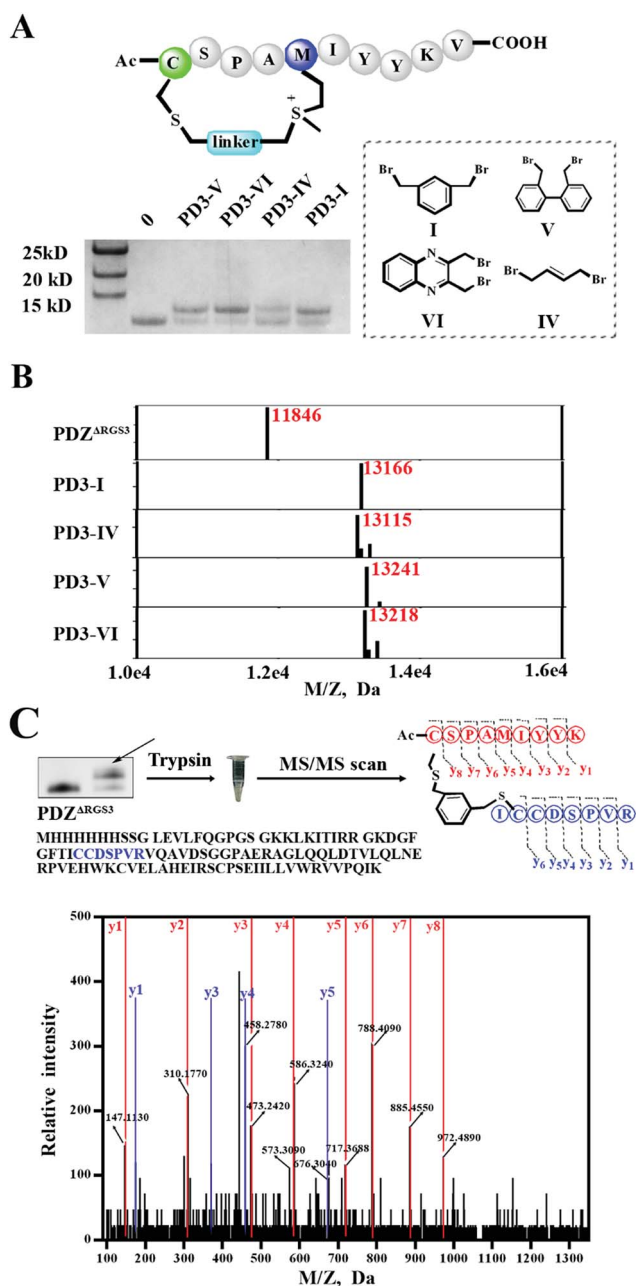 A
Ac C S P A M I Y Y K V COOH
S S +
linker
0 PD3-V PD3-VI PD3-IV PD3-I
25kD
20 kD
15 kD
Br Br
I
Br Br
V
N N Br Br
VI
Br Br
IV
B
PDZΔRGS3 11846
PD3-I 13166
PD3-IV 13115
PD3-V 13241
PD3-VI 13218
1.0e4 1.2e4 1.4e4 1.6e4
M/Z, Da
C
Trypsin MS/MS scan
Ac C S P A M I Y Y K
y8 y7 y6 y5 y4 y3 y2 y1
S S
I C C D S P V R
y6 y5 y4 y3 y2 y1
PDZΔRGS3
MHHHHHHSSG LEVLFQGPGS GKKLKITIRR GKDGF
GFTICCDSPVRVQAVDSGGPAERAGLQQLDTVLQLNE
RPVEHWKCVELAHEIRSCPSEIILLVWRVVPQIK
y1 y2 y3 y4 y5 y6 y7 y8
y1 y3 y4 y5
147.1130
310.1770
458.2780
473.2420
573.3090
586.3240
676.3040
717.3688
788.4090
885.4550
972.4890
Relative intensity
500
400
300
200
100
0
100 200 300 400 500 600 700 800 900 1000 1100 1200 1300
M/Z, Da